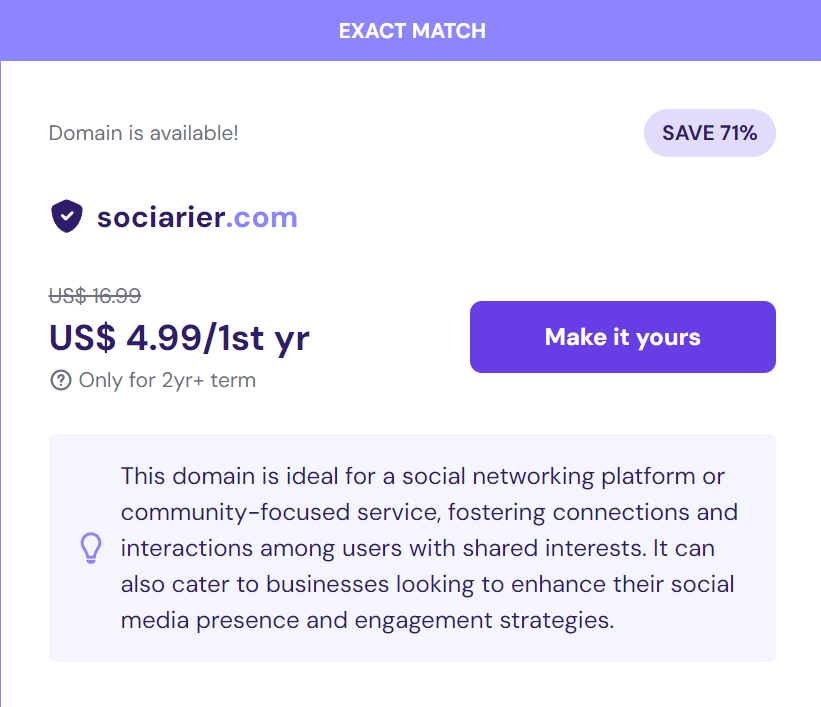 EXACT MATCH
Domain is available!
SAVE 71%
sociarier.com
US$ 16.99
US$ 4.99/1st yr
Make it yours
Only for 2yr+ term
This domain is ideal for a social networking platform or
community-focused service, fostering connections and
interactions among users with shared interests. It can
also cater to businesses looking to enhance their social
media presence and engagement strategies.